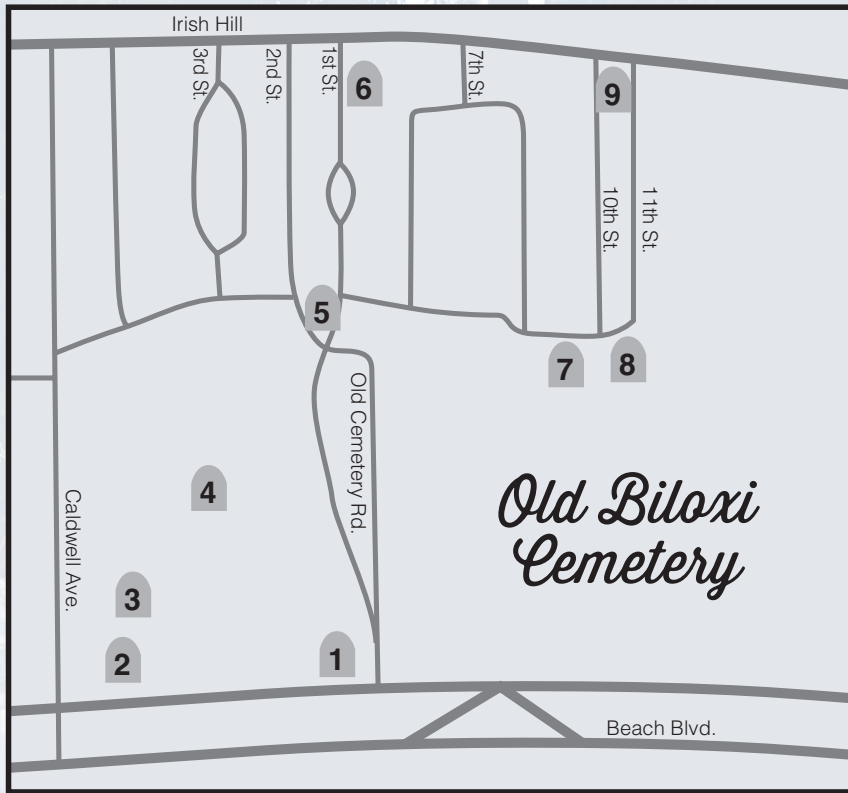 Irish Hill
3rd St.
2nd St.
1st St.
6
7th St.
9
10th St.
11th St.
5
7
8
Old Cemetery Rd.
4
Caldwell Ave.
Old Biloxi
Cemetery
3
2
1
Beach Blvd.